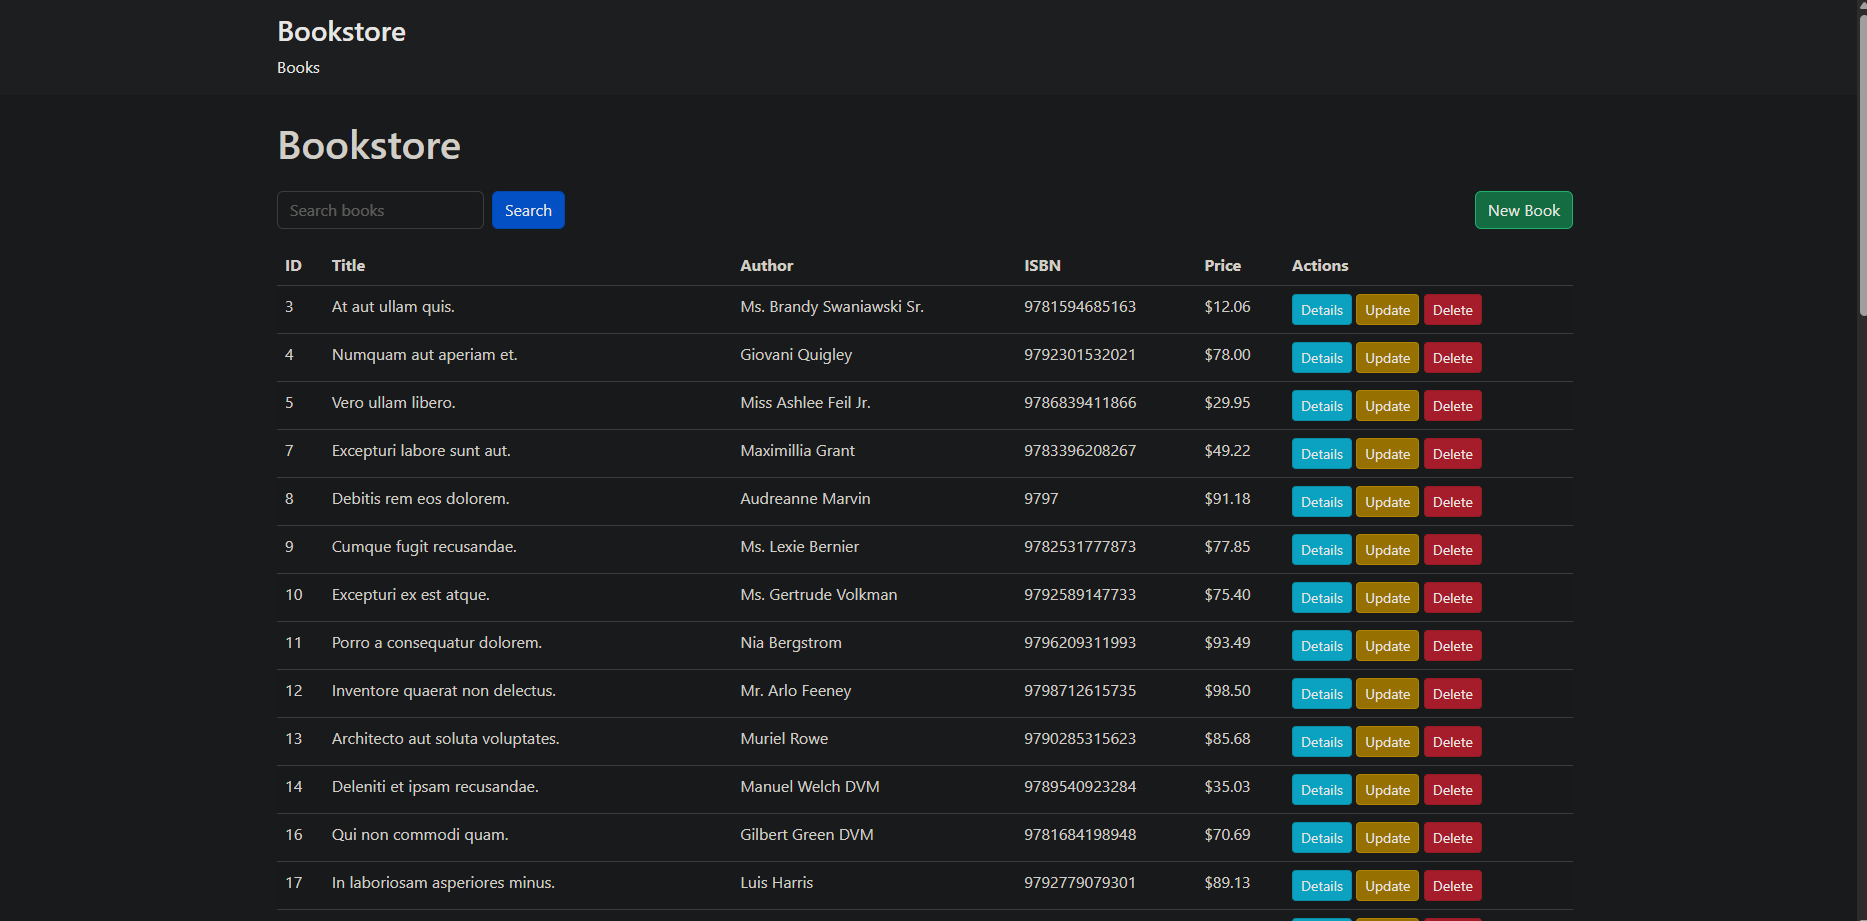 Bookstore
Books
Bookstore
Search books Search New Book
ID Title Author ISBN Price Actions
3 At aut ullam quis. Ms. Brandy Swaniawski Sr. 9781594685163 $12.06 Details Update Delete
4 Numquam aut aperiam et. Giovani Quigley 9792301532021 $78.00 Details Update Delete
5 Vero ullam libero. Miss Ashlee Feil Jr. 9786839411866 $29.95 Details Update Delete
7 Excepturi labore sunt aut. Maximillia Grant 9783396208267 $49.22 Details Update Delete
8 Debitis rem eos dolorem. Audreanne Marvin 9797 $91.18 Details Update Delete
9 Cumque fugit recusandae. Ms. Lexie Bernier 9782531777873 $77.85 Details Update Delete
10 Excepturi ex est atque. Ms. Gertrude Volkman 9792589147733 $75.40 Details Update Delete
11 Porro a consequatur dolorem. Nia Bergstrom 9796209311993 $93.49 Details Update Delete
12 Inventore quaerat non delectus. Mr. Arlo Feeney 9798712615735 $98.50 Details Update Delete
13 Architecto aut soluta voluptates. Muriel Rowe 9790285315623 $85.68 Details Update Delete
14 Deleniti et ipsam recusandae. Manuel Welch DVM 9789540923284 $35.03 Details Update Delete
16 Qui non commodi quam. Gilbert Green DVM 9781684198948 $70.69 Details Update Delete
17 In laboriosam asperiores minus. Luis Harris 9792779079301 $89.13 Details Update Delete